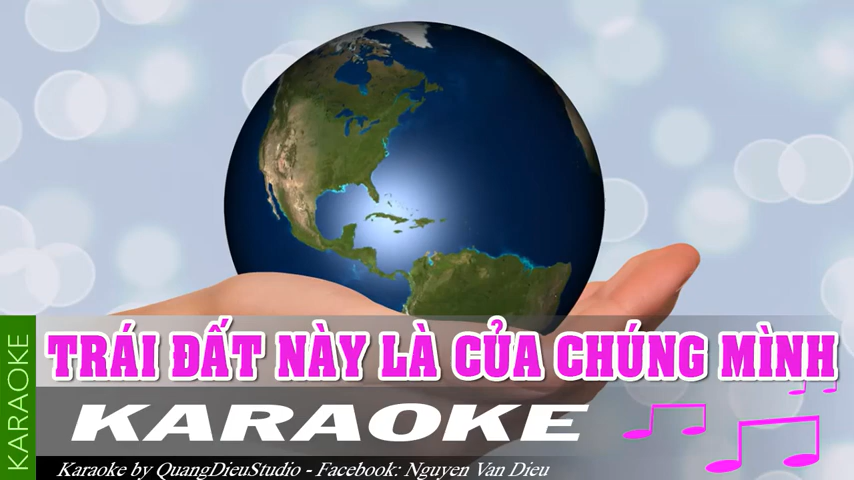 TRÁI ĐẤT NÀY LÀ CỦA CHÚNG MÌNH
KARAOKE
KARAOKE
Karaoke by QuangDieuStudio - Facebook: Nguyen Van Dieu